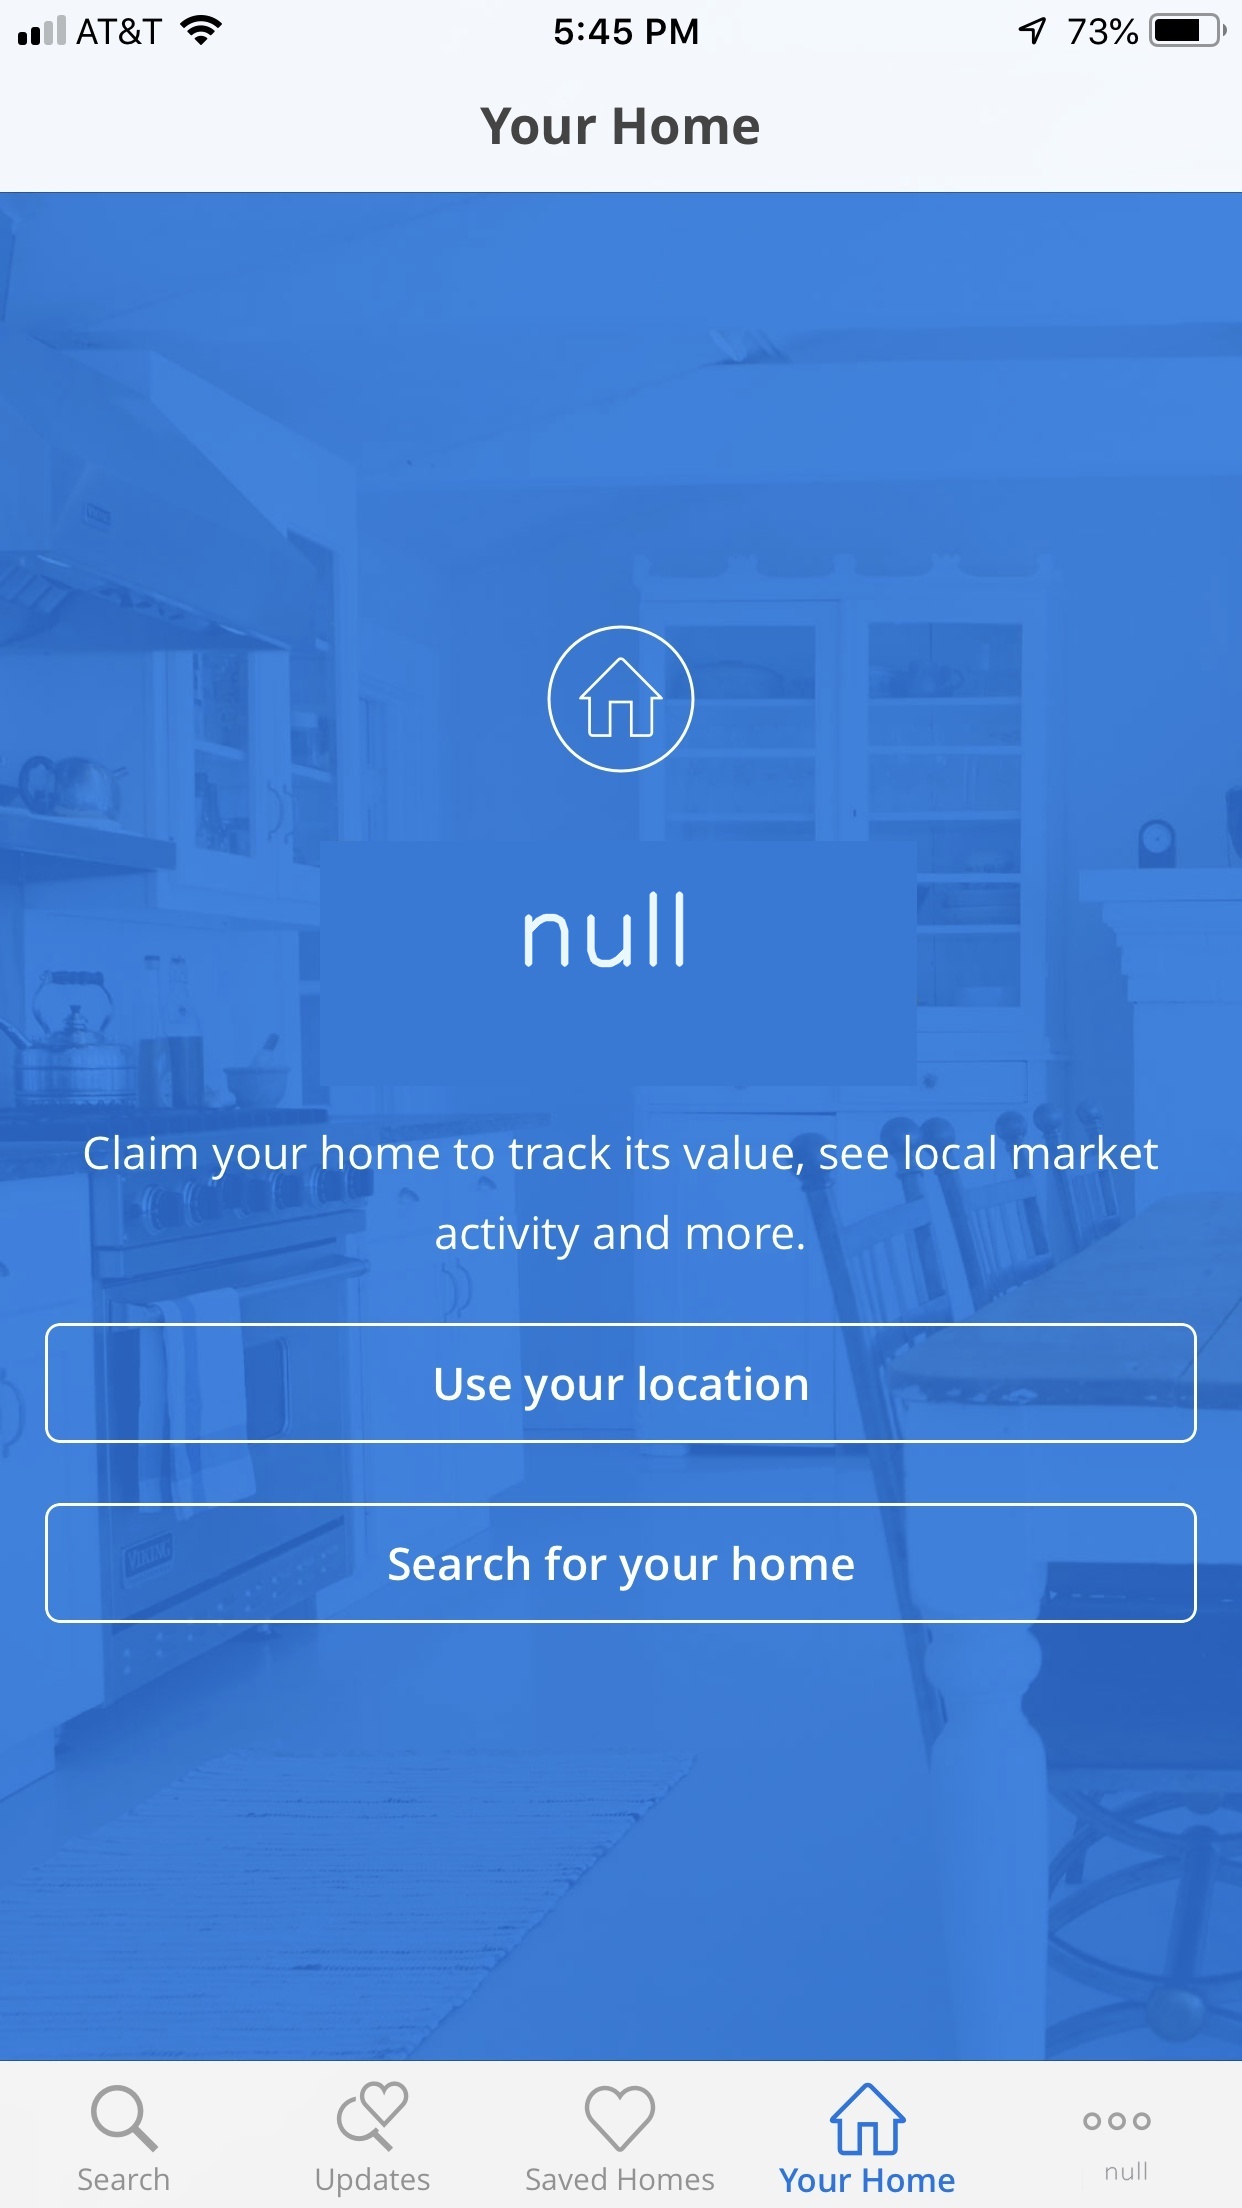 AT&T 5:45 PM 73%
Your Home
null
Claim your home to track its value, see local market
activity and more.
Use your location
VIKING
Search for your home
Search Updates Saved Homes Your Home null